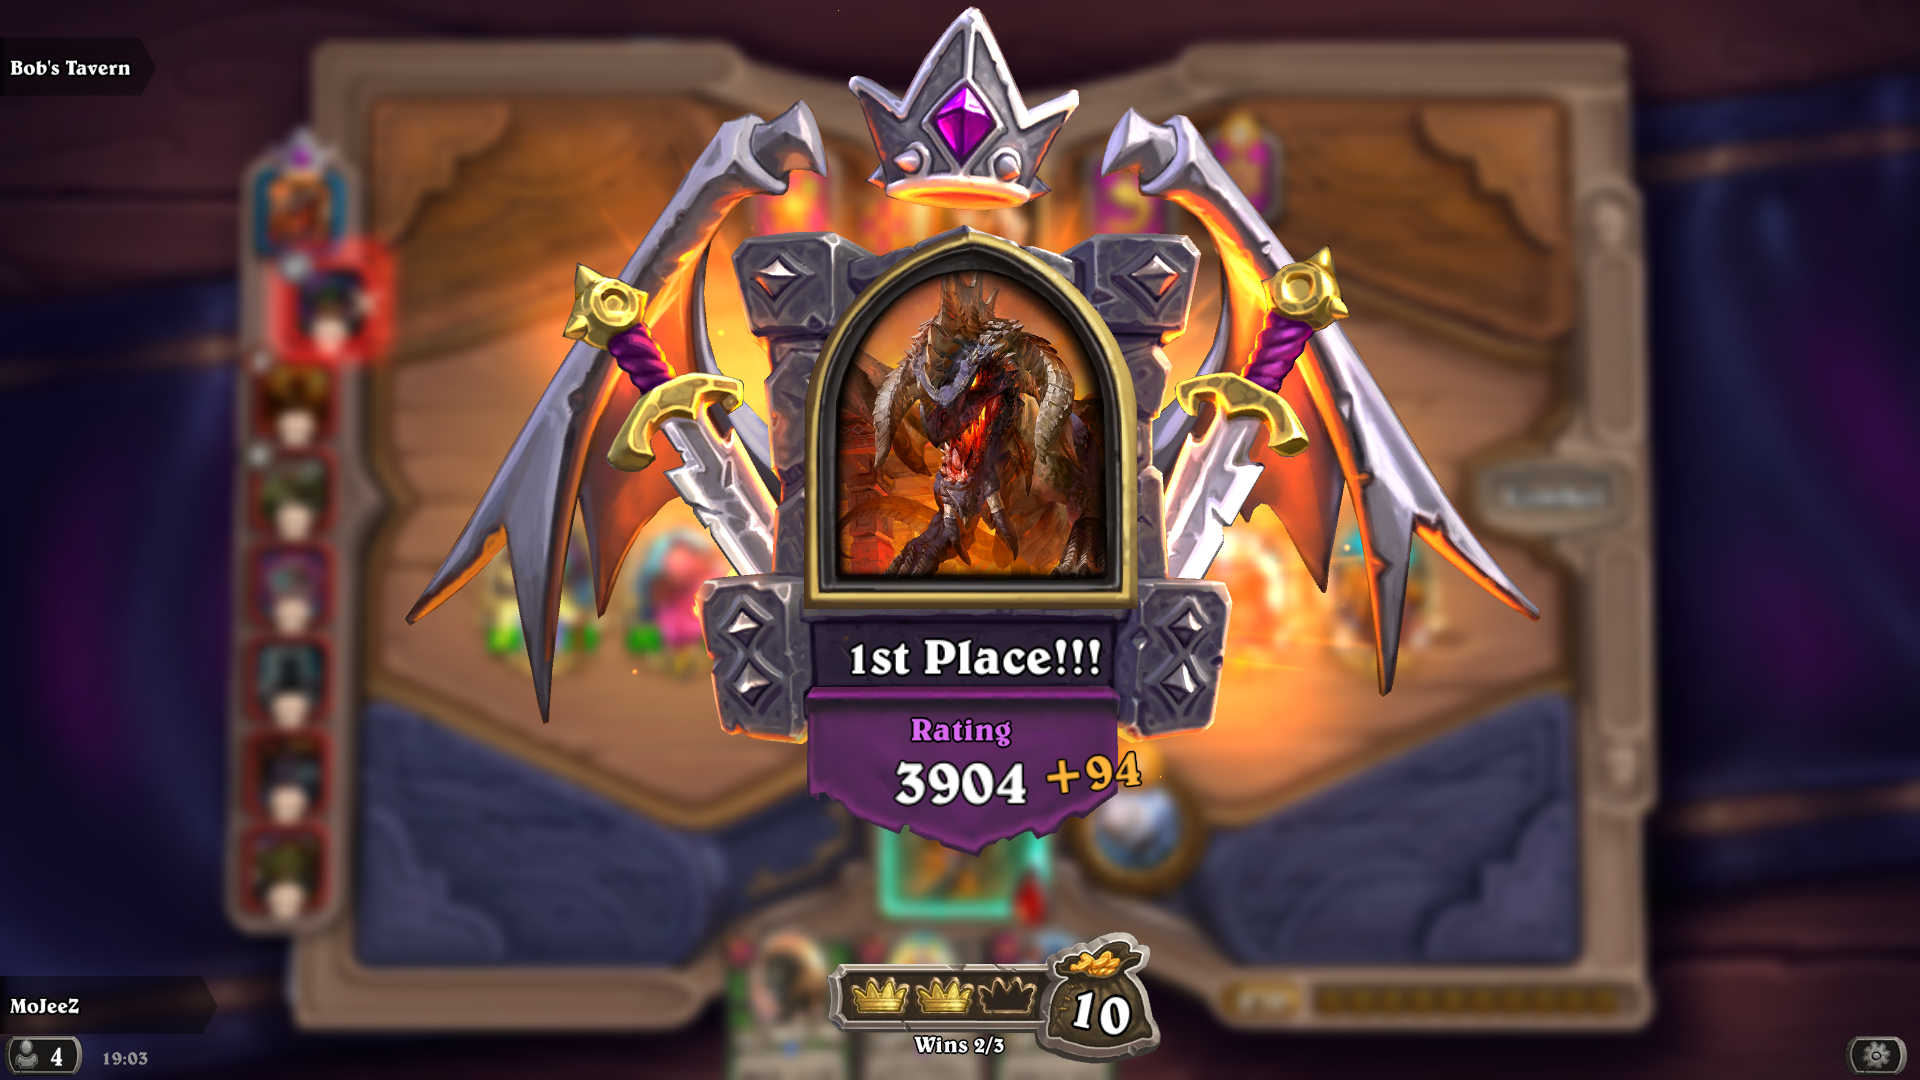 Bob's Tavern
1st Place!!!
Rating
3904 +94
10
Wins 2/3
MoJeeZ
4
19:03